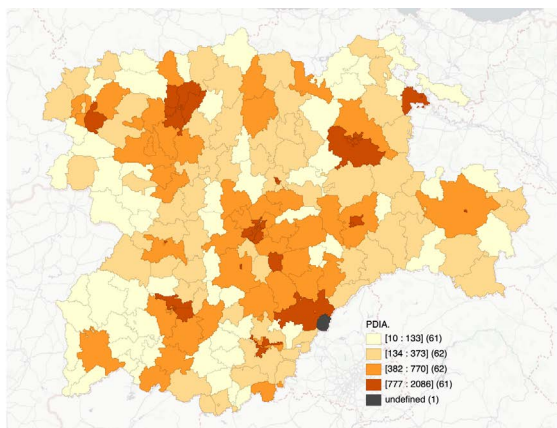 PDIA.
[10 : 133] (61)
[134 : 373] (62)
[382 : 770] (62)
[777 : 2086] (61)
undefined (1)